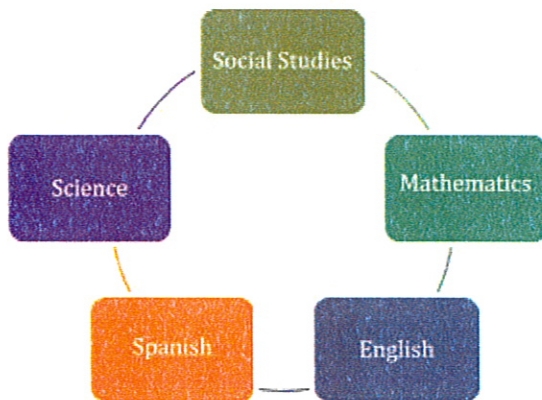 Social Studies
Mathematics
English
Spanish
Science